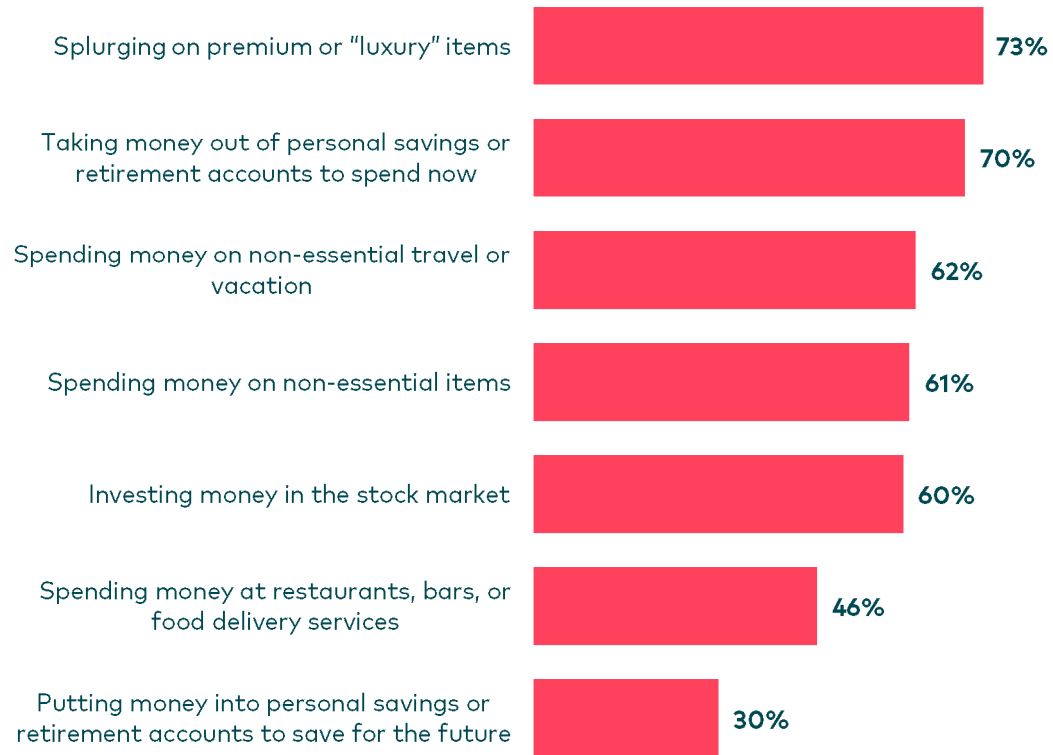 Splurging on premium or “luxury” items
73%
Taking money out of personal savings or
retirement accounts to spend now
70%
Spending money on non-essential travel or
vacation
62%
Spending money on non-essential items
61%
Investing money in the stock market
60%
Spending money at restaurants, bars, or
food delivery services
46%
Putting money into personal savings or
retirement accounts to save for the future
30%